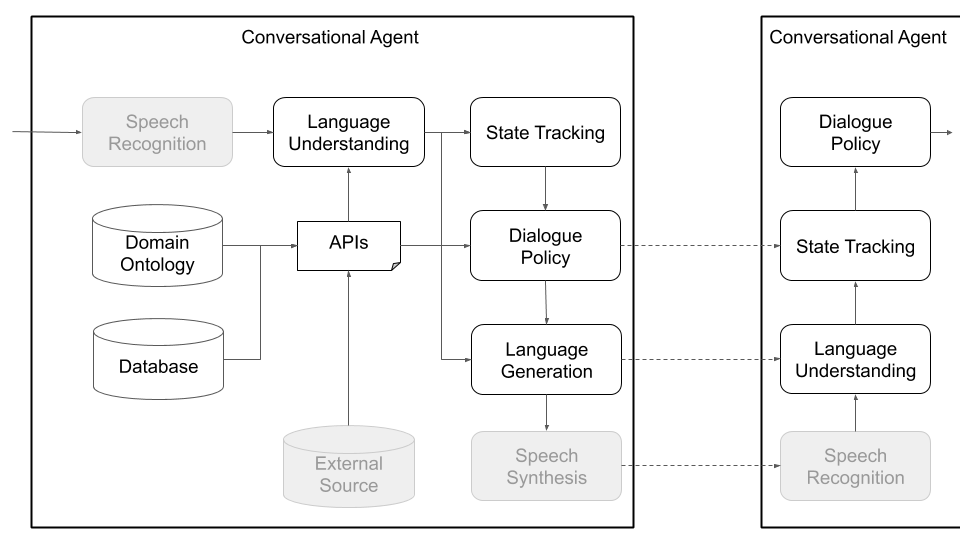 Conversational Agent
Speech
Recognition
Language
Understanding
State Tracking
Domain
Ontology
APIs
Dialogue
Policy
Database
Language
Generation
External
Source
Speech
Synthesis
Conversational Agent
Dialogue
Policy
State Tracking
Language
Understanding
Speech
Recognition